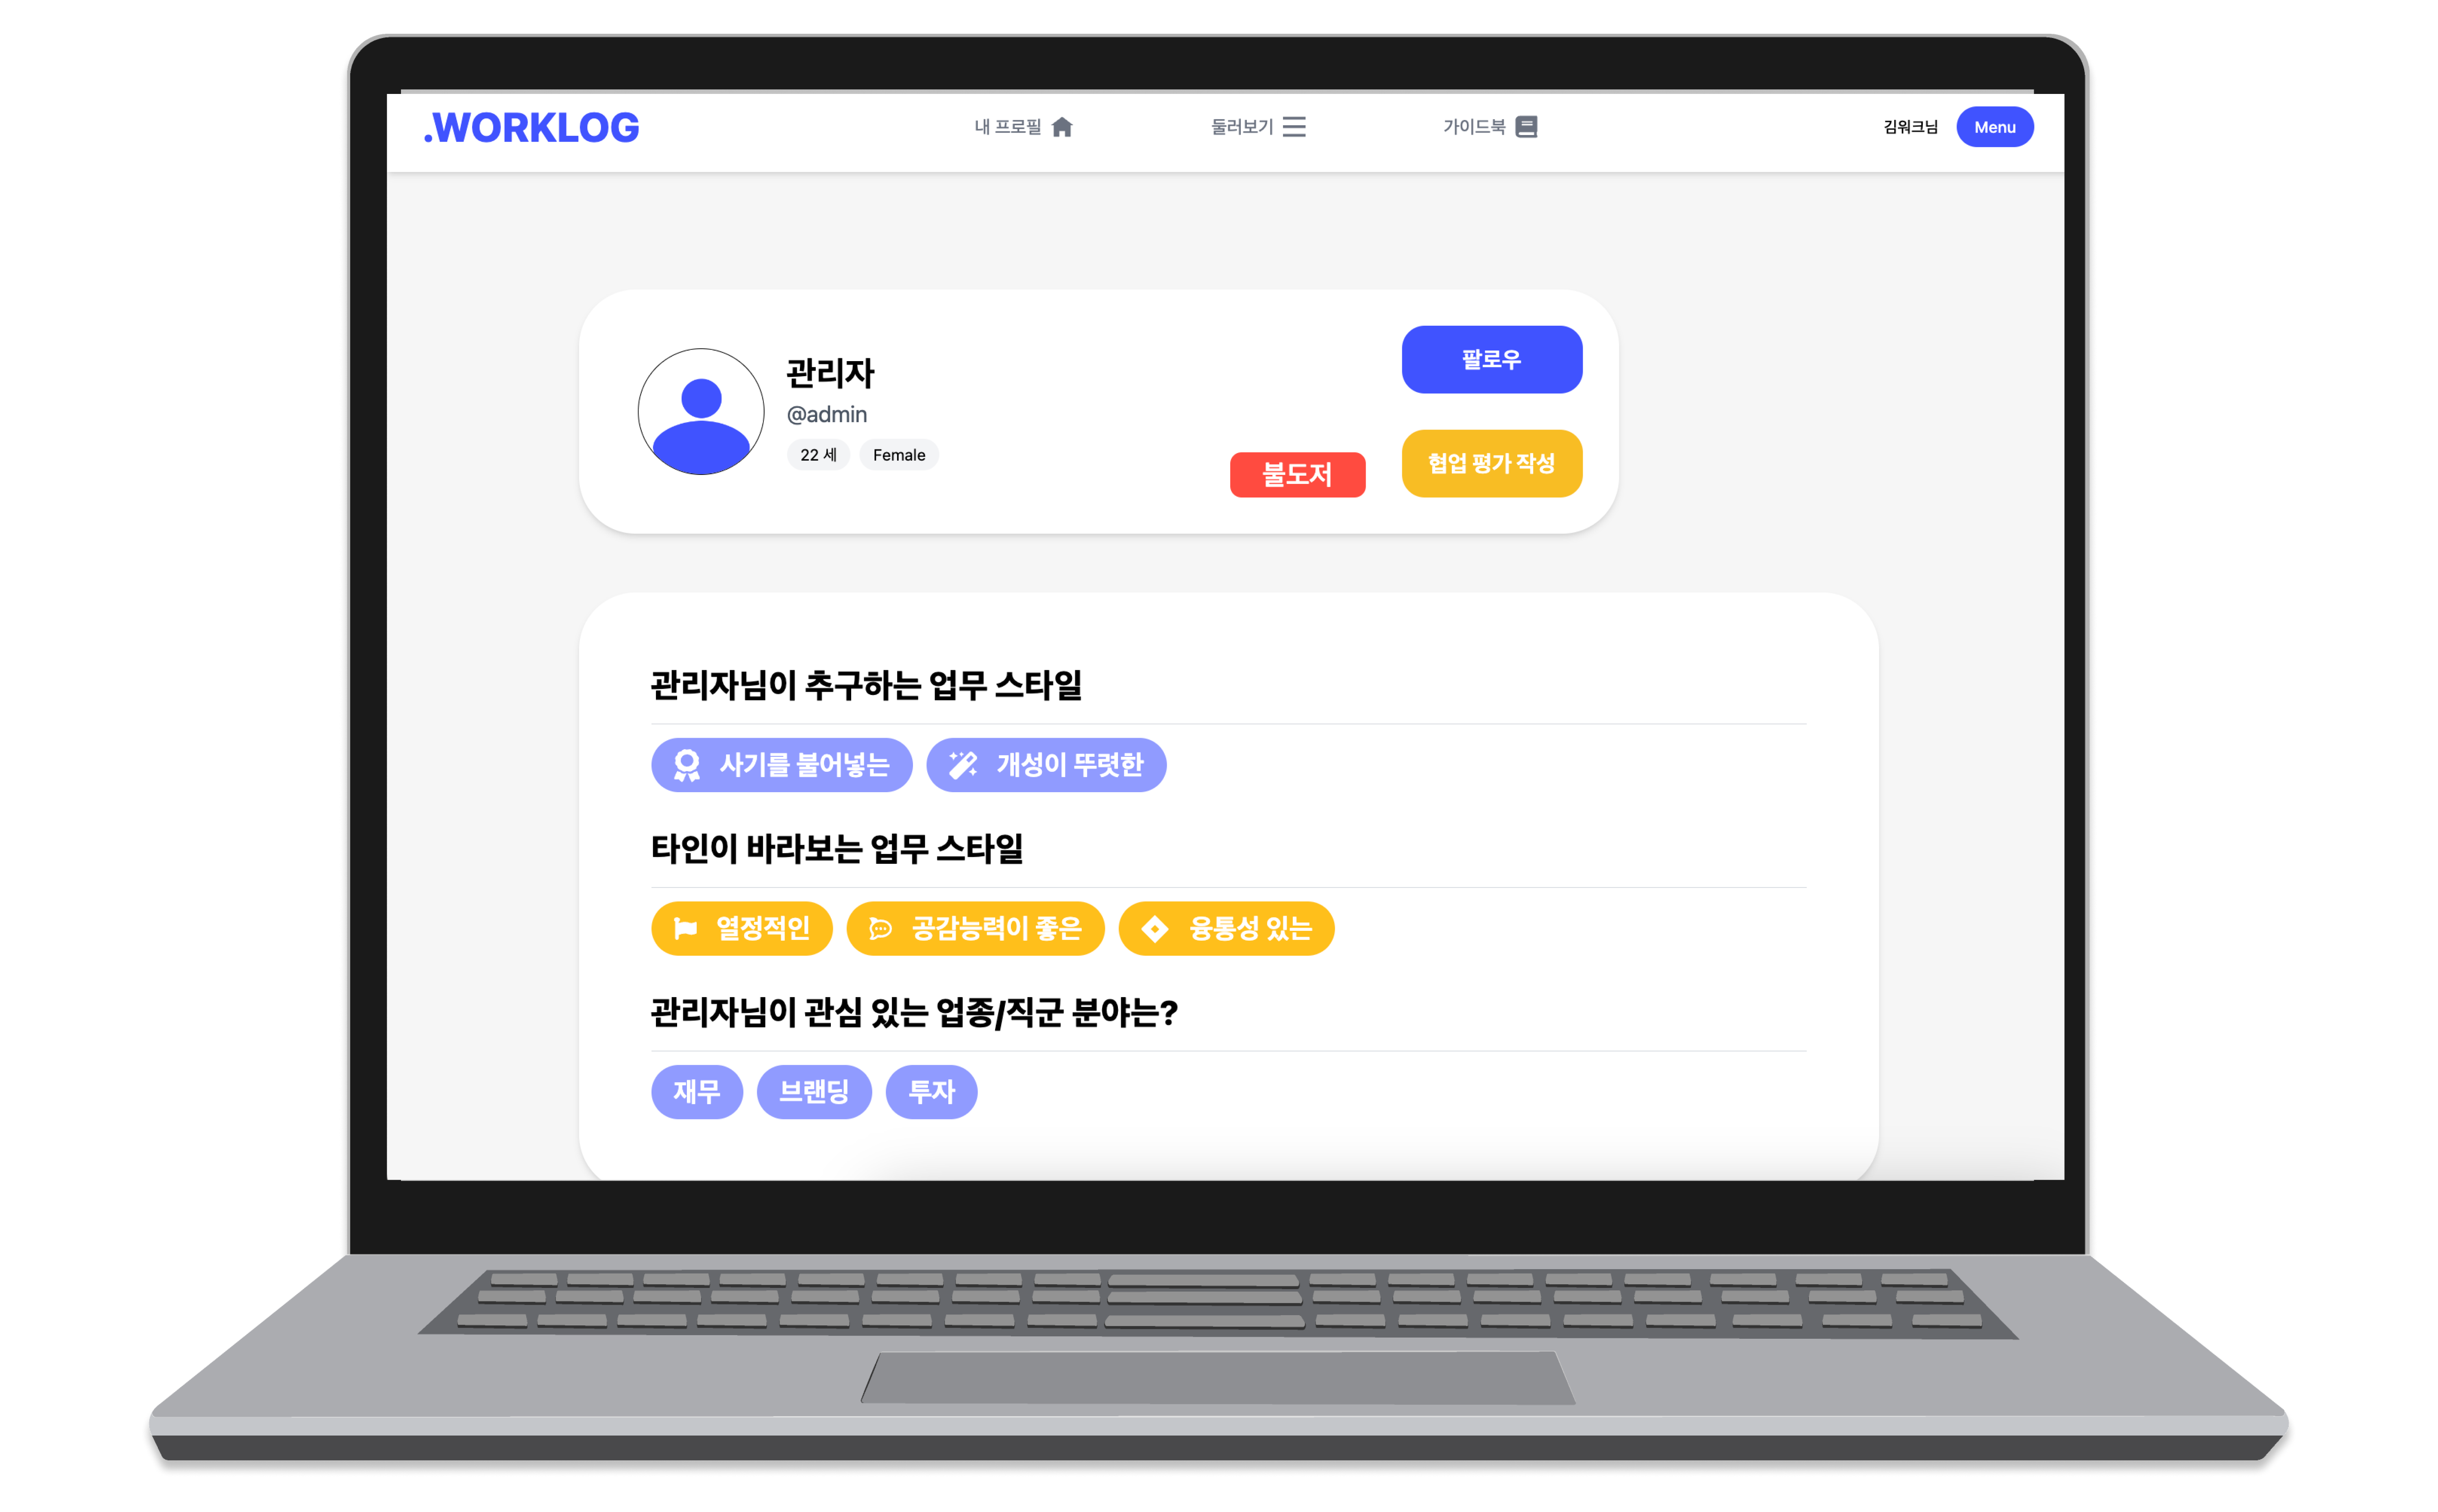 .WORKLOG
내 프로필
둘러보기
가이드북
김워크님
Menu
관리자
@admin
22 세
Female
팔로우
불도저
협업 평가 작성
관리자님이 추구하는 업무 스타일
사기를 불어넣는
개성이 뚜렷한
타인이 바라보는 업무 스타일
열정적인
공감능력이 좋은
융통성 있는
관리자님이 관심 있는 업종/직군 분야는?
재무
브랜딩
투자